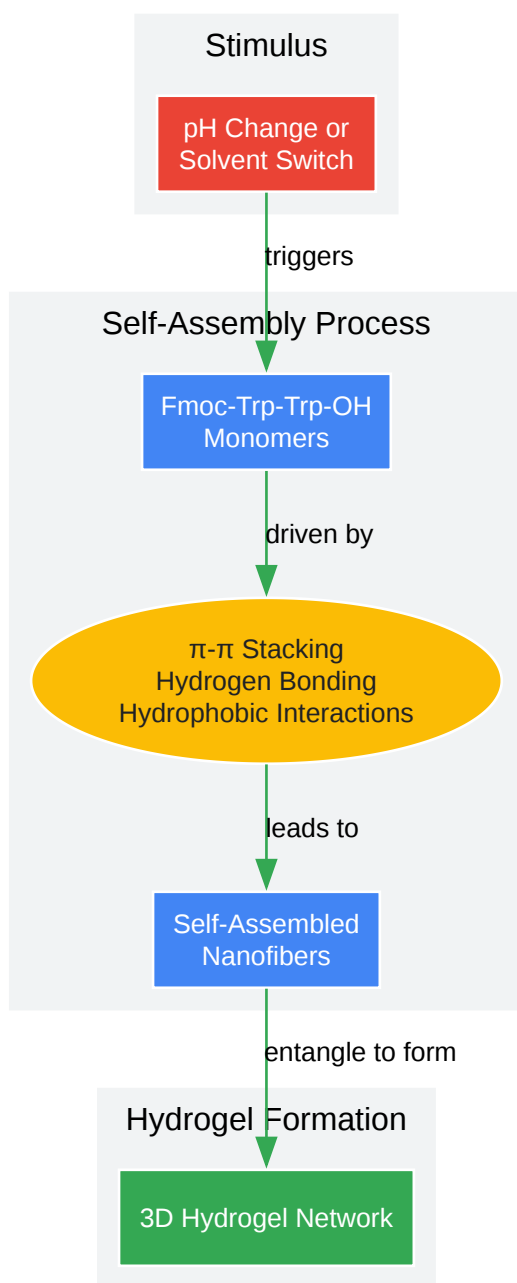 Stimulus
pH Change or
Solvent Switch
triggers
Self-Assembly Process
Fmoc-Trp-Trp-OH
Monomers
driven by
π-π Stacking
Hydrogen Bonding
Hydrophobic Interactions
leads to
Self-Assembled
Nanofibers
entangle to form
Hydrogel Formation
3D Hydrogel Network